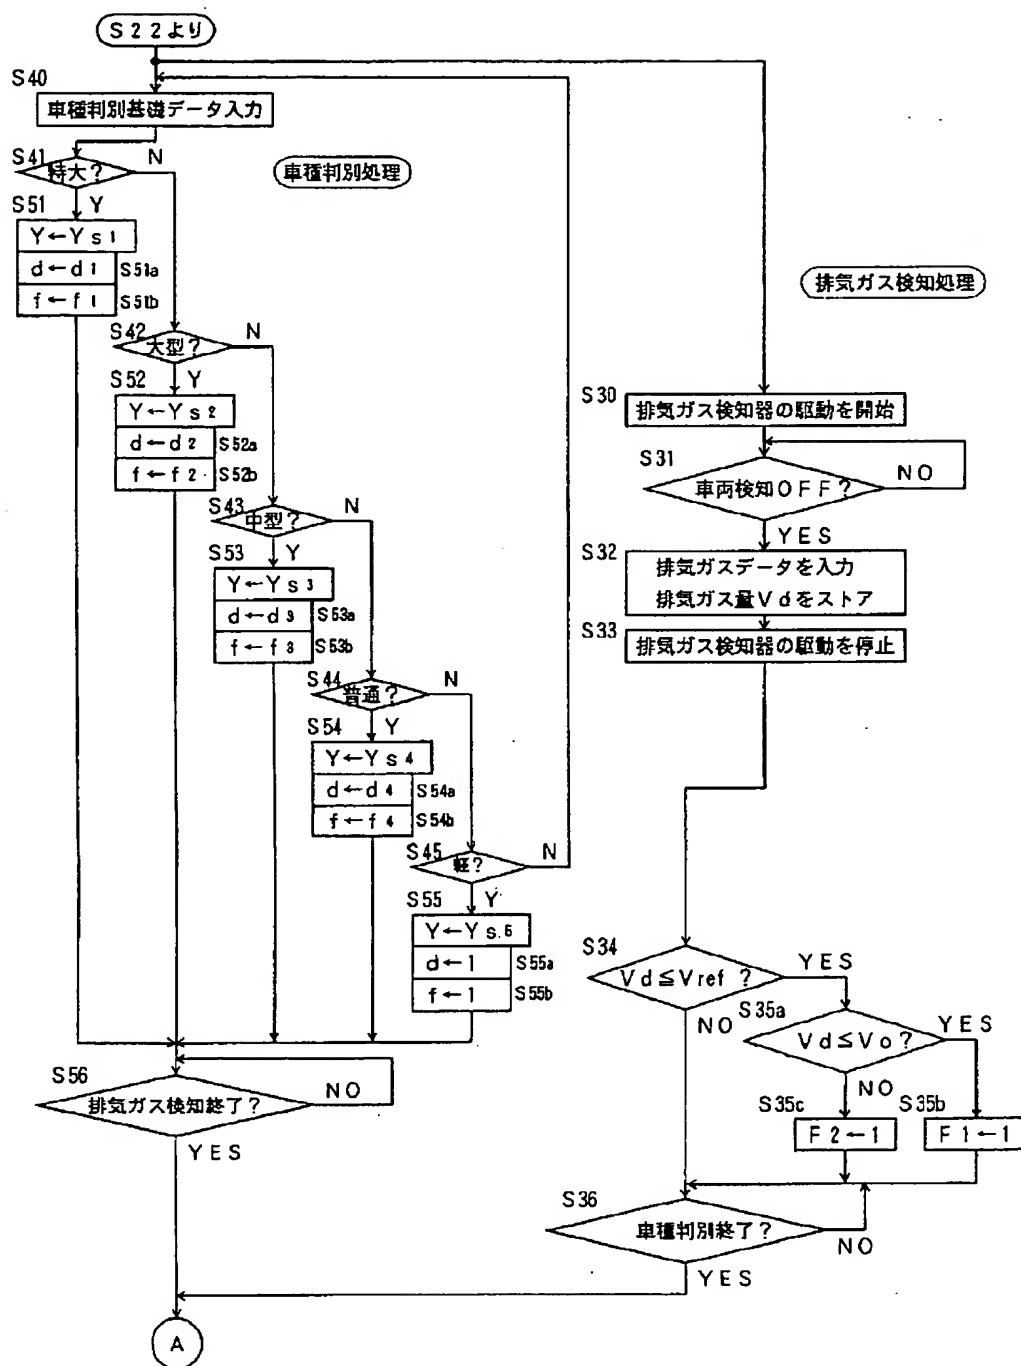 S22より
S40
車種判別基礎データ入力
S41
特大?
N
Y
車種判別処理
S51
Y←Ys1
d←d1
S51a
f←f1
S51b
S42
大型?
N
Y
S52
Y←Ys2
d←d2
S52a
f←f2
S52b
S43
中型?
N
Y
S53
Y←Ys3
d←d3
S53a
f←f3
S53b
S44
普通?
N
Y
S54
Y←Ys4
d←d4
S54a
f←f4
S54b
S45
軽?
N
Y
S55
Y←Ys.5
d←1
S55a
f←1
S55b
S56
排気ガス検知終了?
NO
YES
排気ガス検知処理
S30
排気ガス検知器の駆動を開始
S31
車両検知OFF?
NO
YES
S32
排気ガスデータを入力
排気ガス量Vdをストア
S33
排気ガス検知器の駆動を停止
S34
Vd≦Vref ?
YES
NO
S35a
Vd≦Vo?
YES
NO
S35c
F2←1
S35b
F1←1
S36
車種判別終了?
NO
YES
A